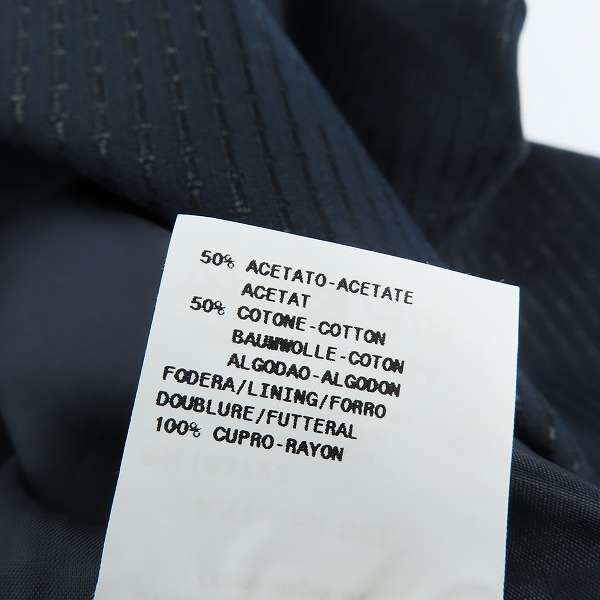 50% ACETATO-ACETATE
ACETAT
50% COTONE-COTTON
BAUMWOLLE-COTON
ALGODAO-ALGODON
FODERA/LINING/FORRO
DOUBLURE/FUTTERAL
100% CUPRO-RAYON